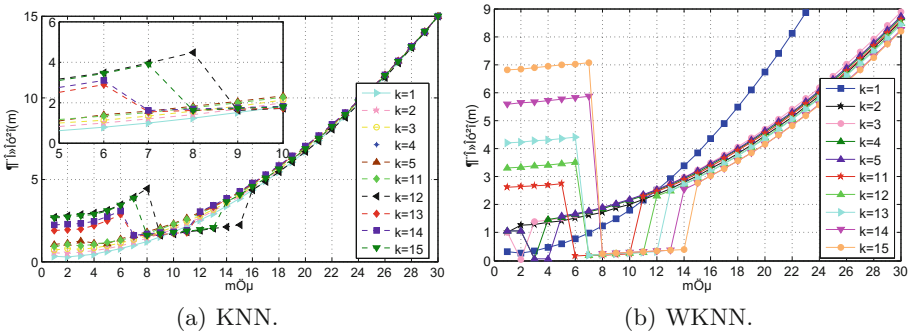 15
10
5
0
6
4
2
0
5 6 7 8 9 10
¶¨Î»Îó²î(m)
k=1
k=2
k=3
k=4
k=5
k=11
k=12
k=13
k=14
k=15
0 2 4 6 8 10 12 14 16 18 20 22 24 26 28 30
mÖµ
(a) KNN.
9
8
7
6
5
4
3
2
1
0
¶¨Î»Îó²î(m)
k=1
k=2
k=3
k=4
k=5
k=11
k=12
k=13
k=14
k=15
0 2 4 6 8 10 12 14 16 18 20 22 24 26 28 30
mÖµ
(b) WKNN.